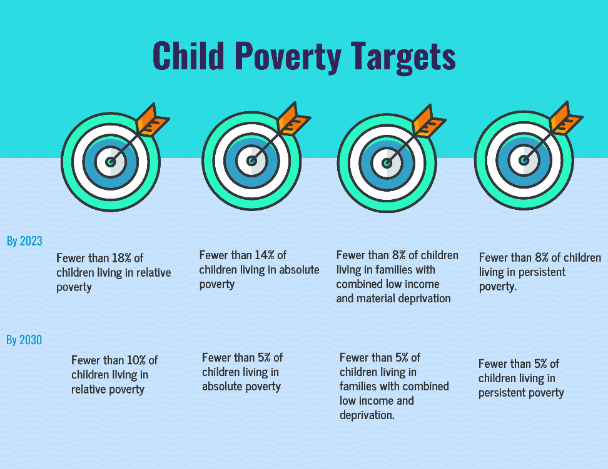 Child Poverty Targets
By 2023
Fewer than 18% of
children living in relative
poverty
Fewer than 14% of
children living in absolute
poverty
Fewer than 8% of children
living in families with
combined low income
and material deprivation
Fewer than 8% of children
living in persistent
poverty.
By 2030
Fewer than 10% of
children living in
relative poverty
Fewer than 5% of
children living in
absolute poverty
Fewer than 5% of
children living in
families with combined
low income and
deprivation.
Fewer than 5% of
children living in
persistent poverty